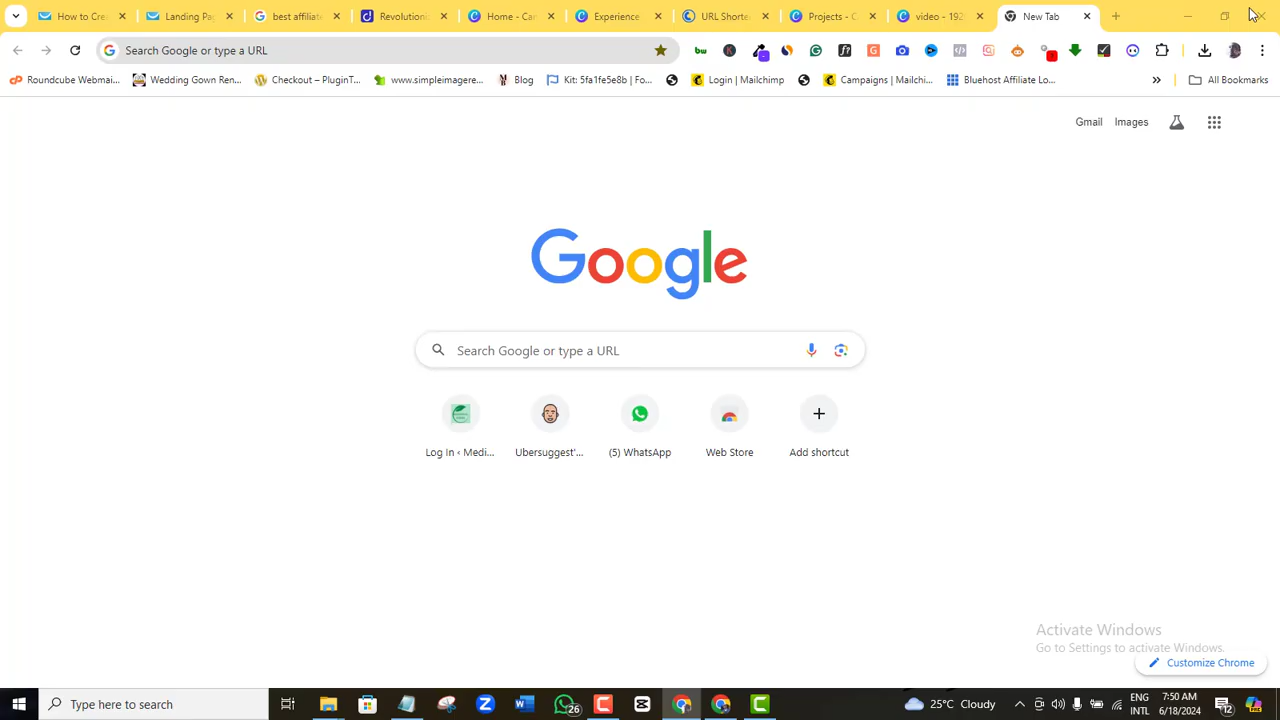 How to Cre
Landing Pa
best affiliate
Revolution
Home - Can
Experience
URL Shorte
Projects - C
video - 192
New Tab
Search Google or type a URL
Roundcube Webmai...
Wedding Gown Ren...
Checkout – PluginT...
www.simpleimagere...
Blog
Kit: 5fa1fe5e8b | Fo...
Login | Mailchimp
Campaigns | Mailchi...
Bluehost Affiliate Lo...
All Bookmarks
Gmail
Images
Google
Search Google or type a URL
Log In ‹ Medi...
Ubersuggest'...
(5) WhatsApp
Web Store
Add shortcut
Activate Windows
Go to Settings to activate Windows.
Customize Chrome
Type here to search
26
25°C Cloudy
ENG
INTL
7:50 AM
6/18/2024
12